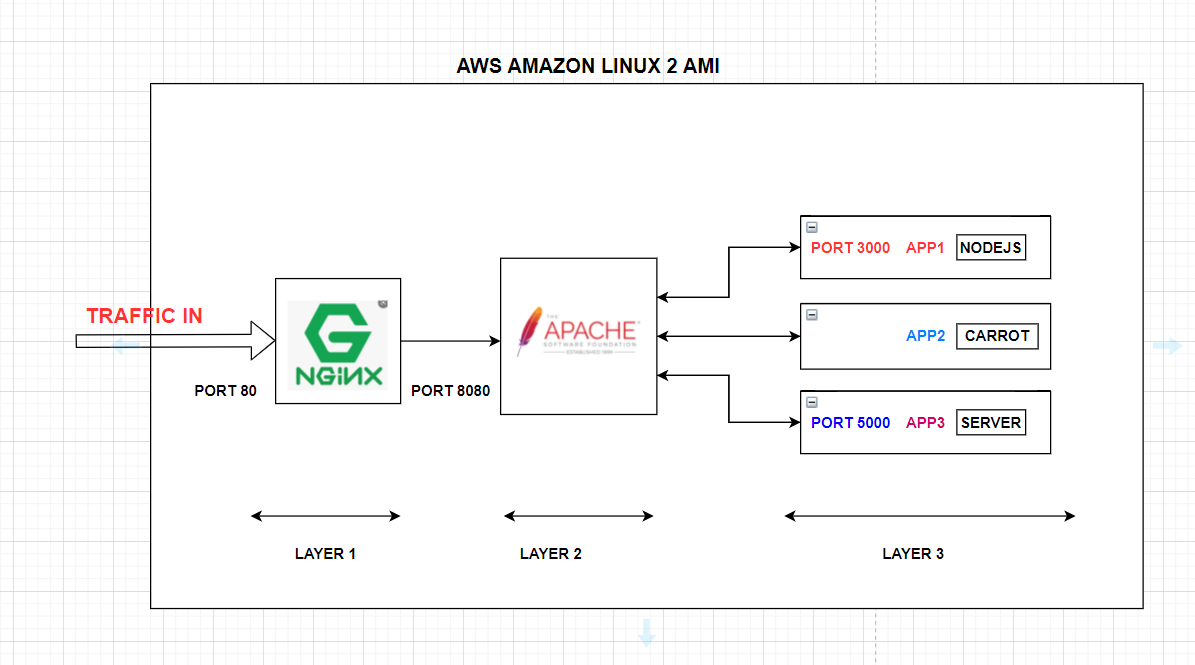 AWS AMAZON LINUX 2 AMI
TRAFFIC IN
PORT 80
NGINX
PORT 8080
THE
APACHE
SOFTWARE FOUNDATION
ESTABLISHED 1999
PORT 3000 APP1 NODEJS
APP2 CARROT
PORT 5000 APP3 SERVER
LAYER 1
LAYER 2
LAYER 3